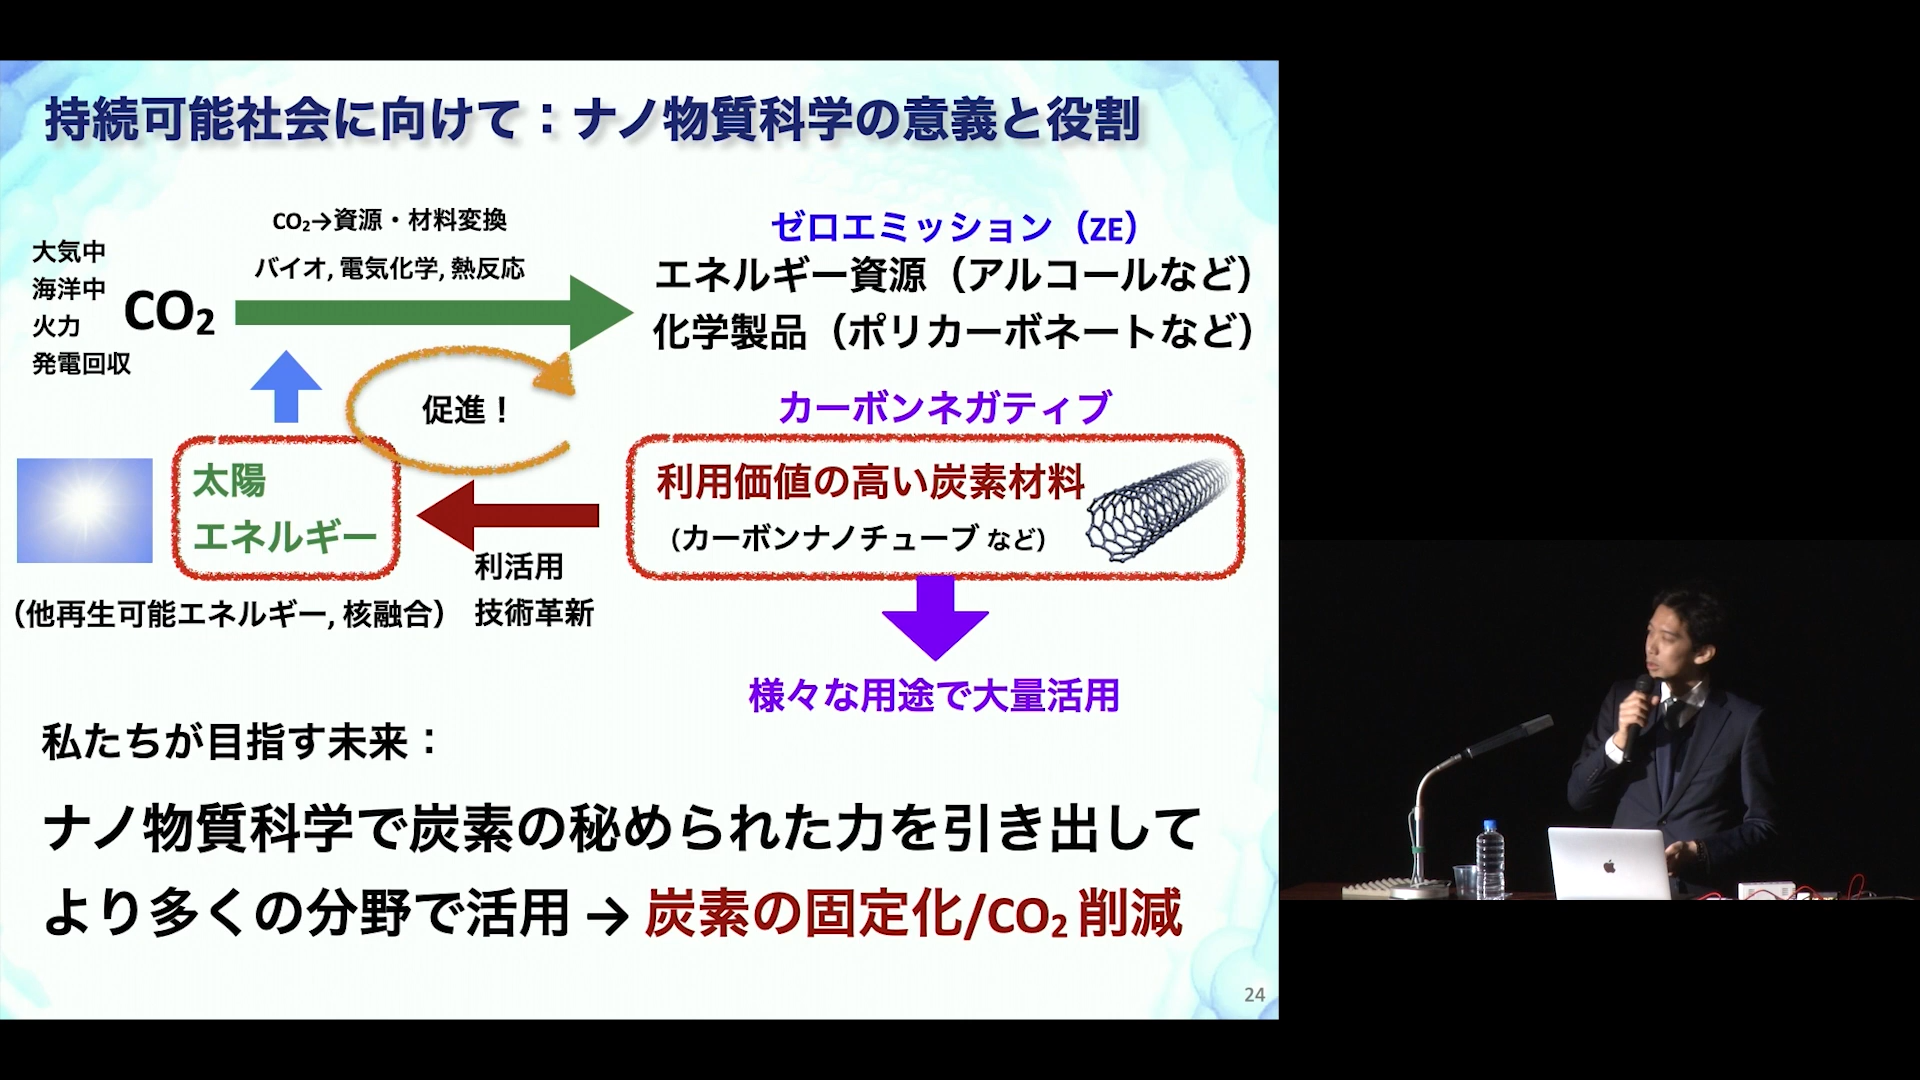 持続可能社会に向けて：ナノ物質科学の意義と役割
CO₂→資源・材料変換
バイオ, 電気化学, 熱反応
大気中
海洋中
火力
発電回収
CO₂
ゼロエミッション（ZE）
エネルギー資源（アルコールなど）
化学製品（ポリカーボネートなど）
促進！
カーボンネガティブ
太陽
エネルギー
利用価値の高い炭素材料
（カーボンナノチューブ など）
利活用
技術革新
（他再生可能エネルギー, 核融合）
様々な用途で大量活用
私たちが目指す未来：
ナノ物質科学で炭素の秘められた力を引き出して
より多くの分野で活用 → 炭素の固定化/CO₂ 削減
24